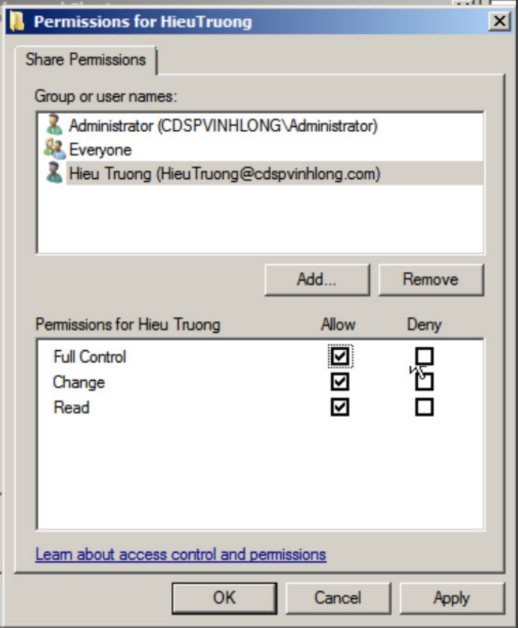 Permissions for HieuTruong
Share Permissions
Group or user names:
Administrator (CDSPVINHLONG\Administrator)
Everyone
Hieu Truong (HieuTruong@cdspvinhlong.com)
Add... Remove
Permissions for Hieu Truong Allow Deny
Full Control
Change
Read
Learn about access control and permissions
OK Cancel Apply